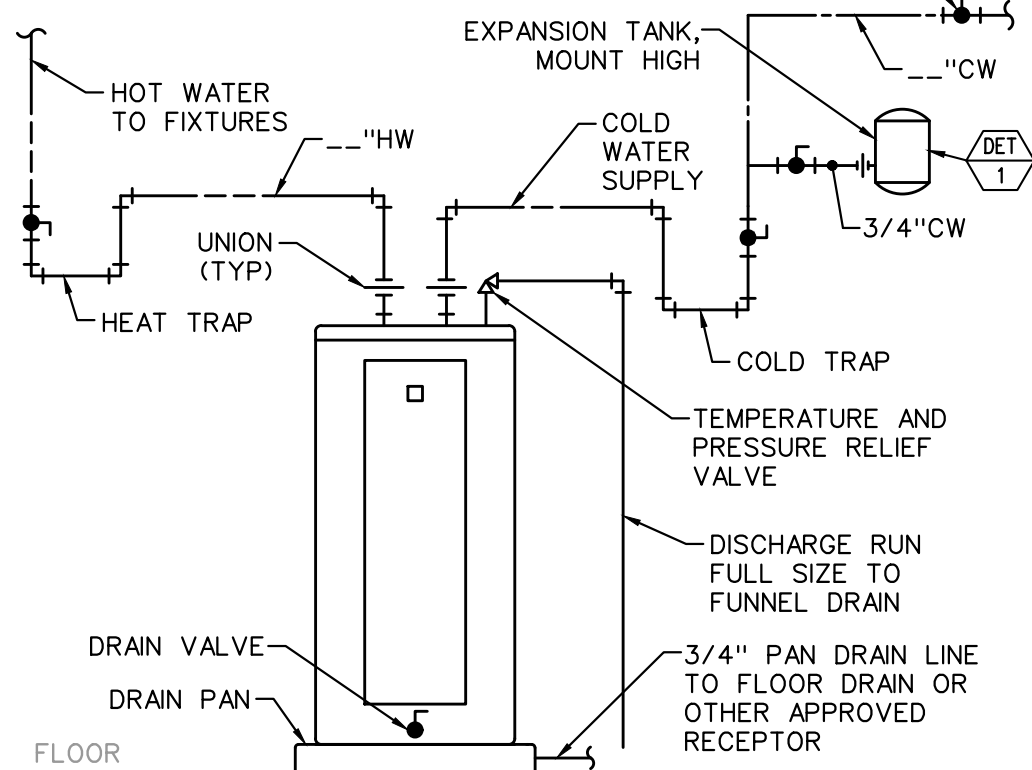 EXPANSION TANK,
MOUNT HIGH
__"CW
HOT WATER
TO FIXTURES
__"HW
COLD
WATER
SUPPLY
DET
1
3/4"CW
UNION
(TYP)
HEAT TRAP
COLD TRAP
TEMPERATURE AND
PRESSURE RELIEF
VALVE
DISCHARGE RUN
FULL SIZE TO
FUNNEL DRAIN
DRAIN VALVE
DRAIN PAN
3/4" PAN DRAIN LINE
TO FLOOR DRAIN OR
OTHER APPROVED
RECEPTOR
FLOOR